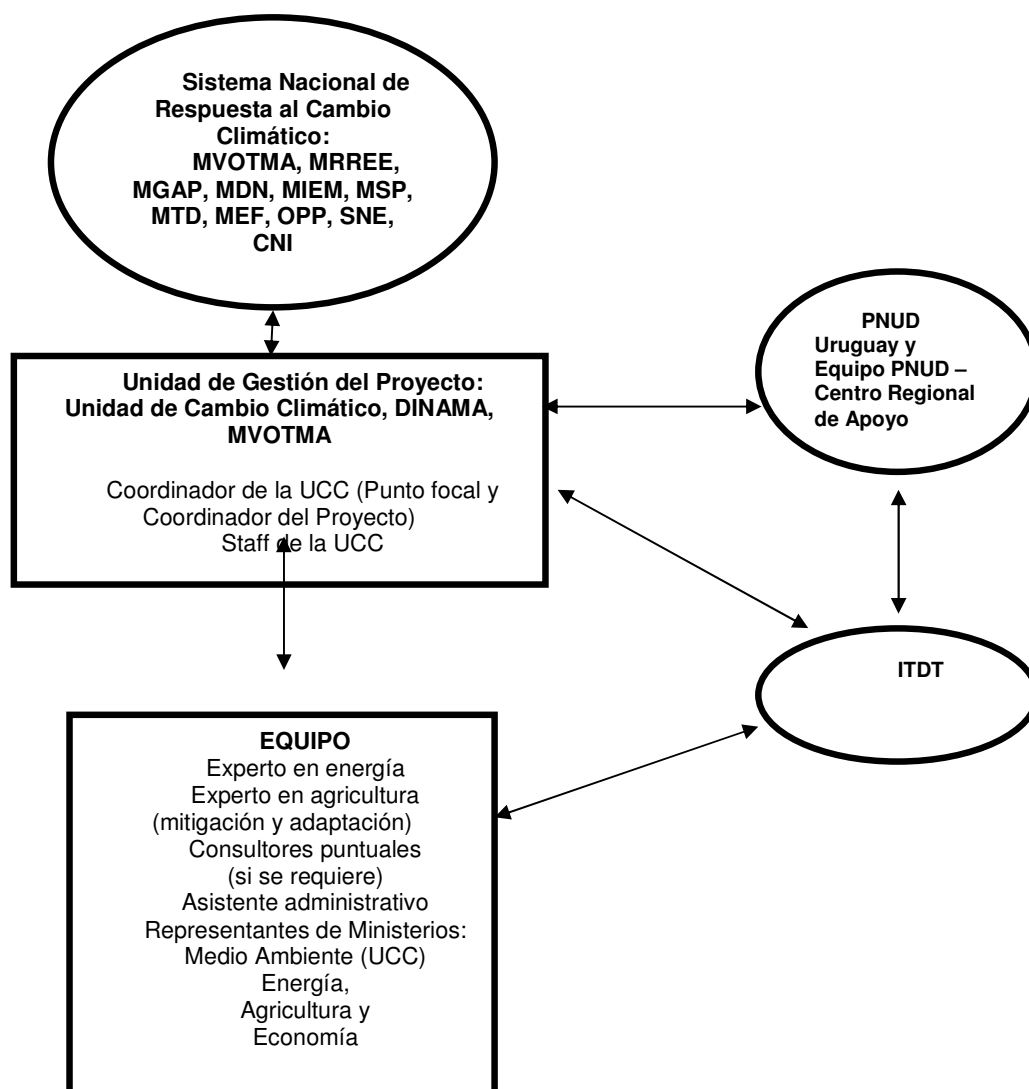 Sistema Nacional de
Respuesta al Cambio
Climático:
MVOTMA, MRREE,
MGAP, MDN, MIEM, MSP,
MTD, MEF, OPP, SNE,
CNI
PNUD
Uruguay y
Equipo PNUD –
Centro Regional
de Apoyo
Unidad de Gestión del Proyecto:
Unidad de Cambio Climático, DINAMA,
MVOTMA
Coordinador de la UCC (Punto focal y
Coordinador del Proyecto)
Staff de la UCC
ITDT
EQUIPO
Experto en energía
Experto en agricultura
(mitigación y adaptación)
Consultores puntuales
(si se requiere)
Asistente administrativo
Representantes de Ministerios:
Medio Ambiente (UCC)
Energía,
Agricultura y
Economía